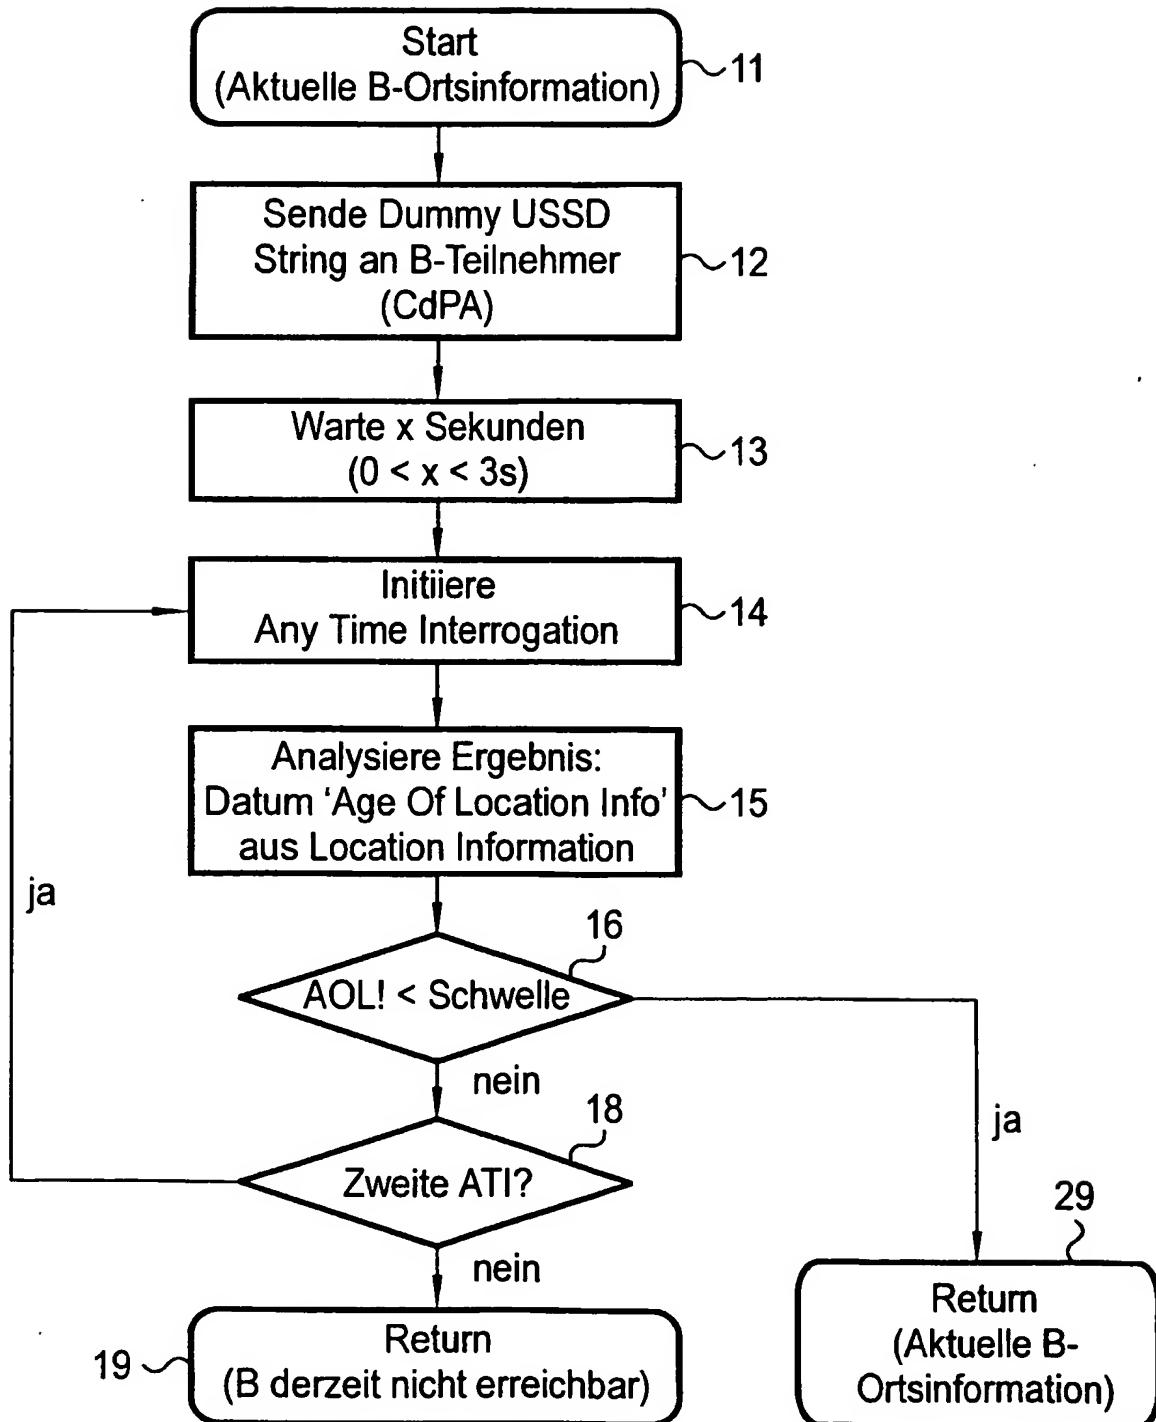 Start
(Aktuelle B-Ortsinformation)
11
Sende Dummy USSD
String an B-Teilnehmer
(CdPA)
12
Warte x Sekunden
(0 < x < 3s)
13
Initiiere
Any Time Interrogation
14
Analysiere Ergebnis:
Datum 'Age Of Location Info'
aus Location Information
15
ja
16
AOL! < Schwelle
nein
ja
18
Zweite ATI?
nein
29
Return
(B derzeit nicht erreichbar)
19
Return
(Aktuelle B-
Ortsinformation)